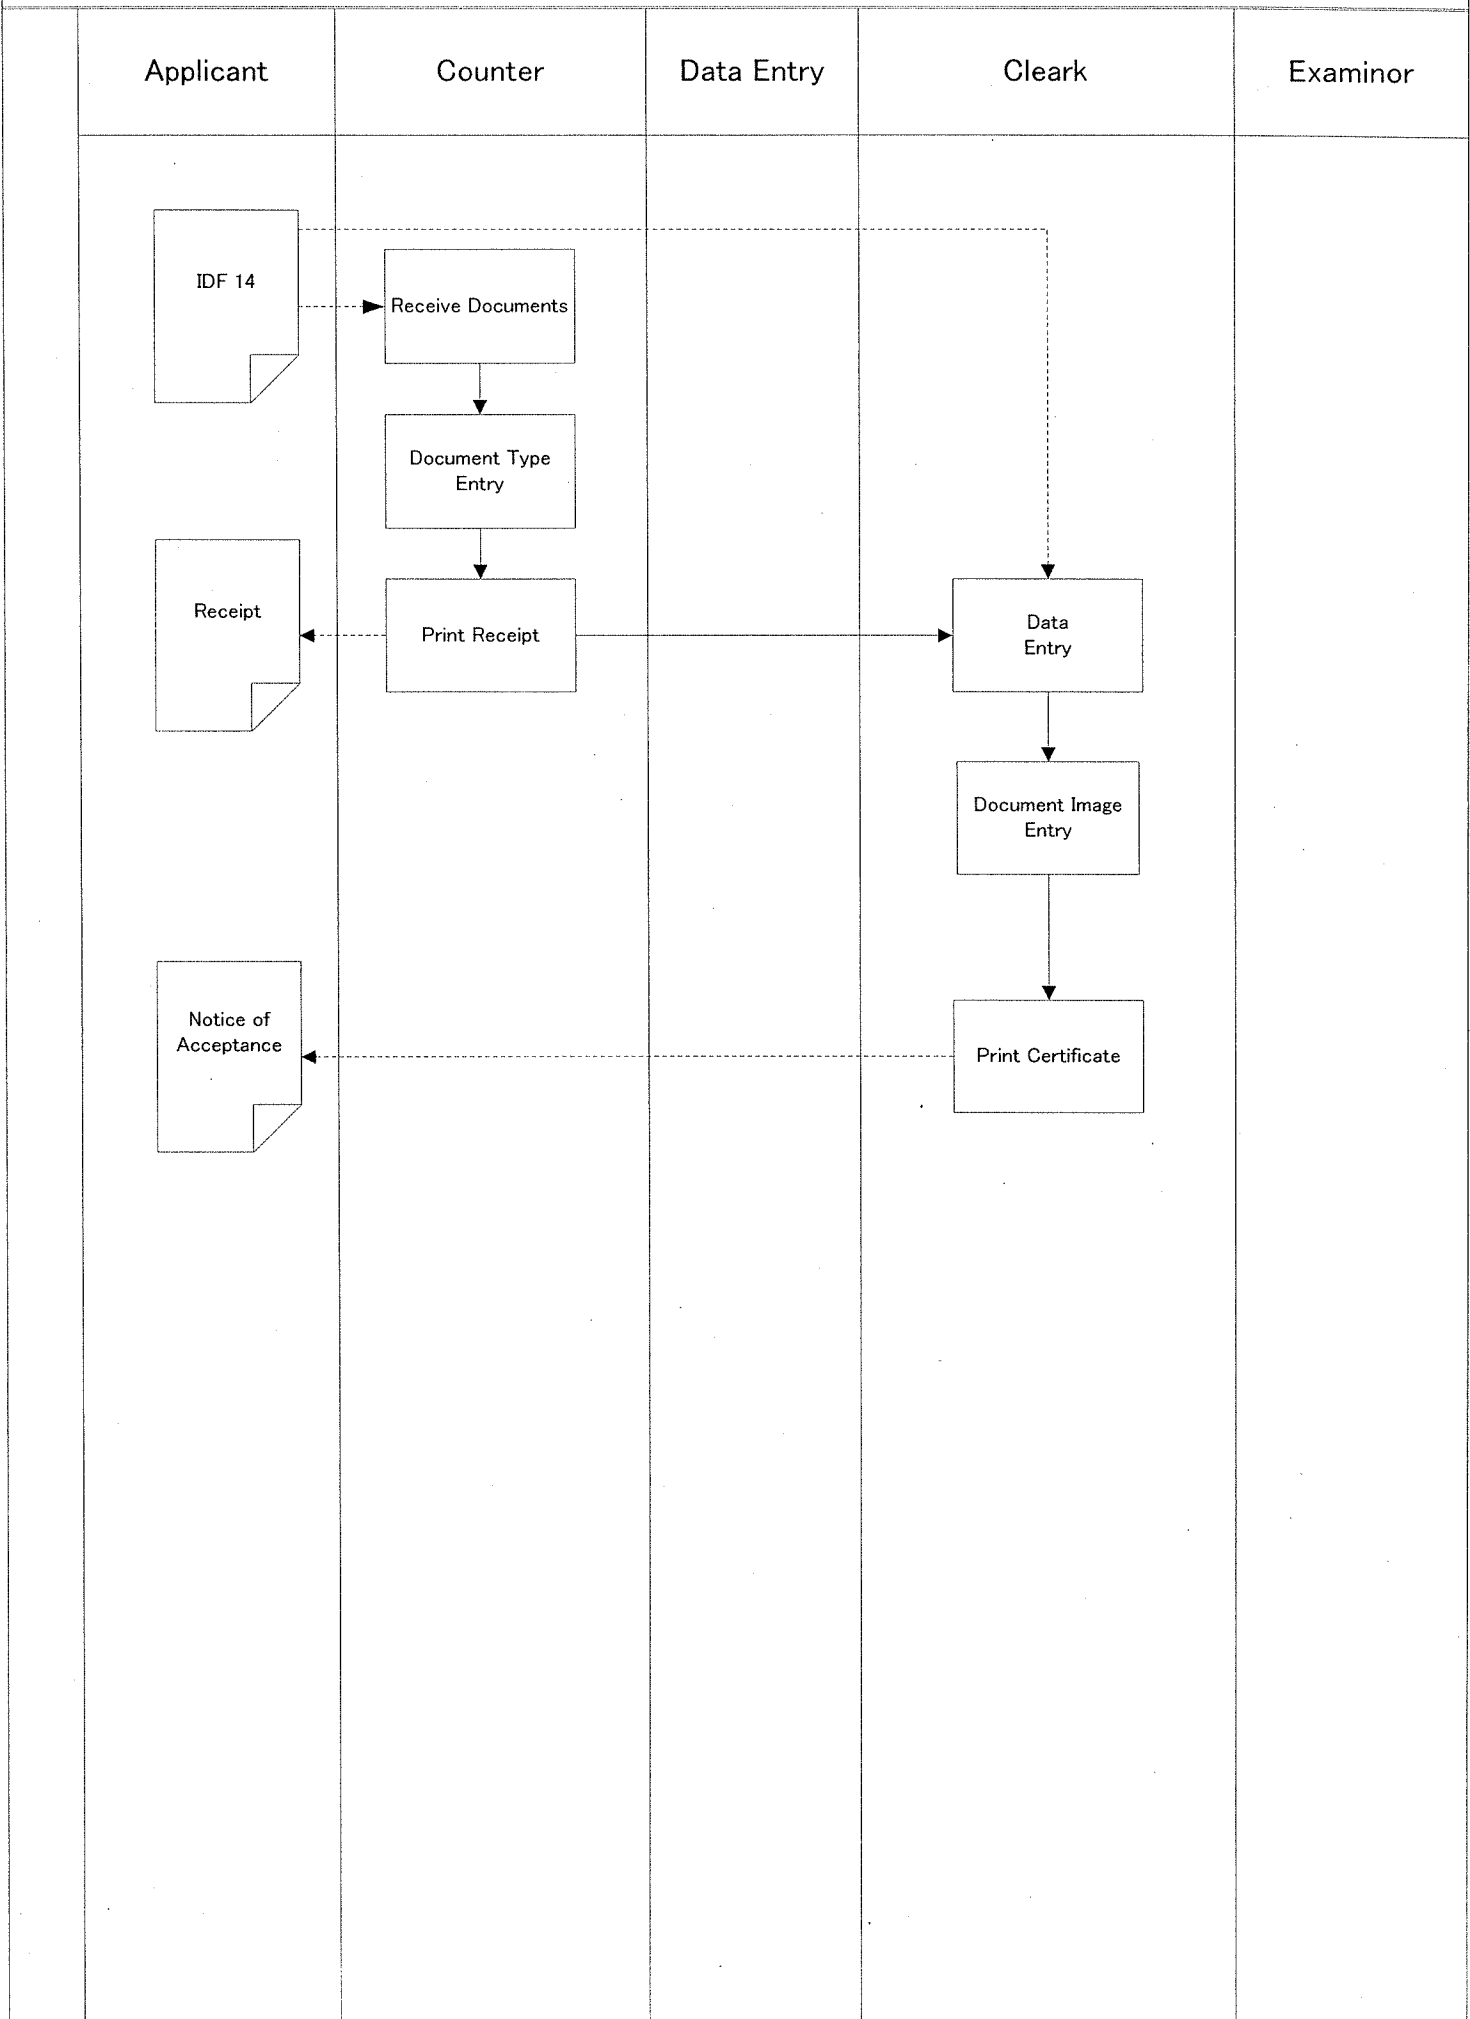 Applicant
Counter
Data Entry
Cleark
Examinor
IDF 14
Receive Documents
Document Type
Entry
Receipt
Print Receipt
Data
Entry
Document Image
Entry
Notice of
Acceptance
Print Certificate